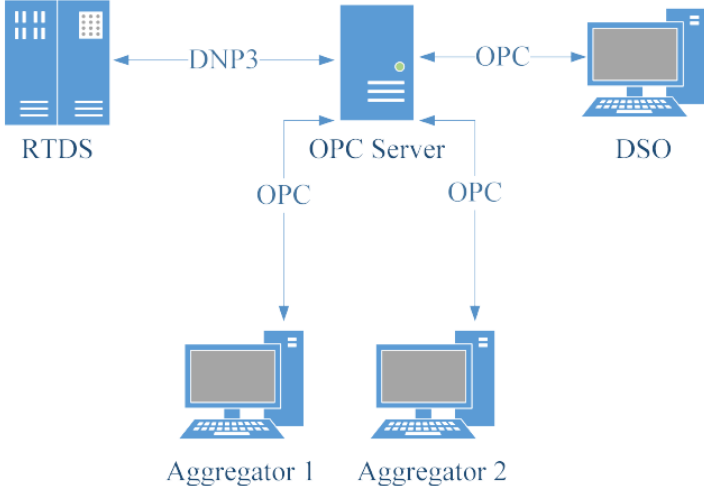 DNP3
OPC
RTDS
OPC Server
DSO
OPC
OPC
Aggregator 1
Aggregator 2